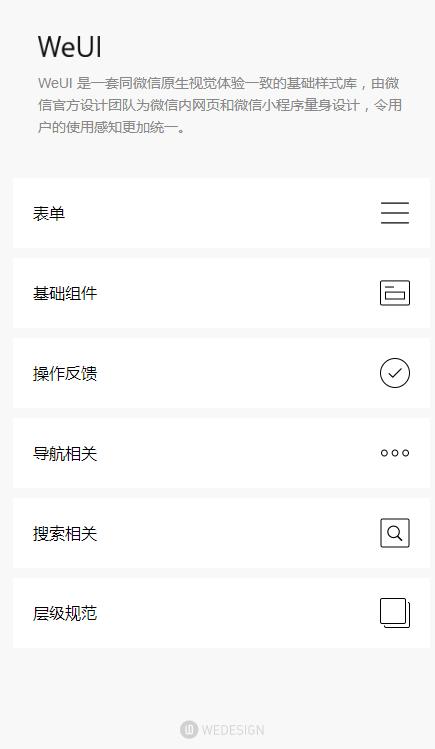 WeUI
WeUI 是一套同微信原生视觉体验一致的基础样式库，由微
信官方设计团队为微信内网页和微信小程序量身设计，令用
户的使用感知更加统一。
表单
基础组件
操作反馈
导航相关
搜索相关
层级规范
WEDESIGN